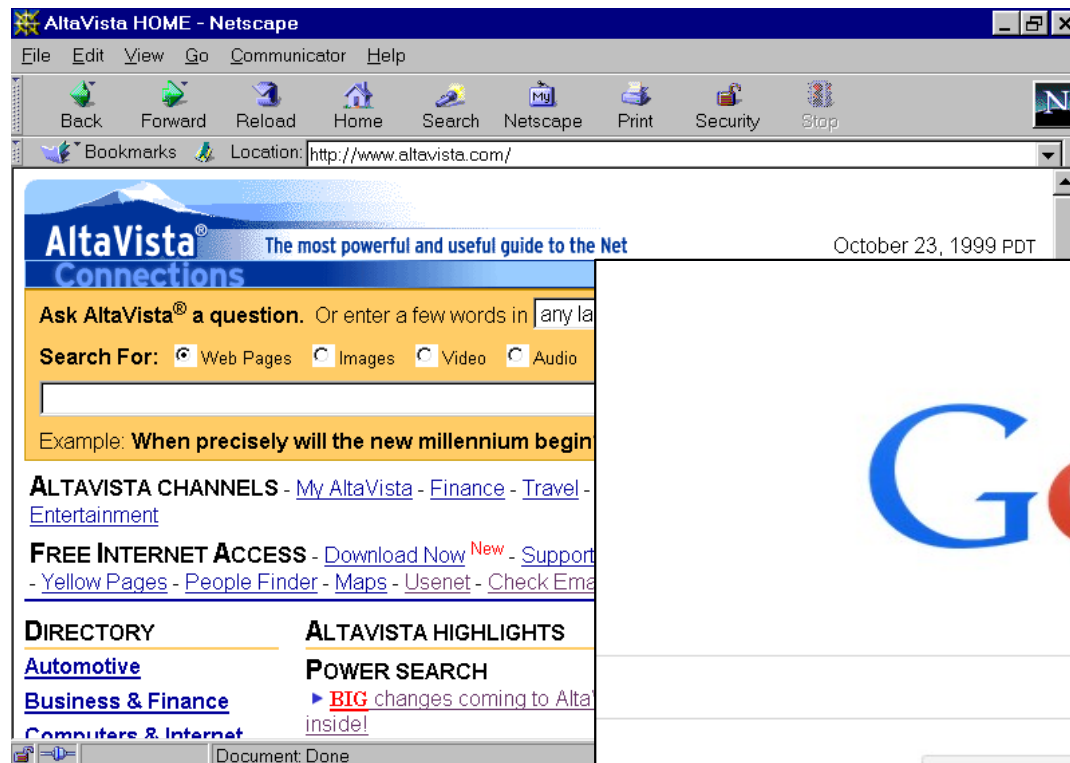 AltaVista HOME - Netscape
File Edit View Go Communicator Help
Back Forward Reload Home Search Netscape Print Security Stop
My
N
Bookmarks Location: http://www.altavista.com/
AltaVista® The most powerful and useful guide to the Net October 23, 1999 PDT
Connections
Ask AltaVista® a question. Or enter a few words in any la
Search For: Web Pages Images Video Audio
Example: When precisely will the new millennium begin
ALTAVISTA CHANNELS - My AltaVista - Finance - Travel -
Entertainment
FREE INTERNET ACCESS - Download Now New - Support
- Yellow Pages - People Finder - Maps - Usenet - Check Ema
DIRECTORY ALTAVISTA HIGHLIGHTS
Automotive POWER SEARCH
Business & Finance BIG changes coming to Alta
inside!
Computers & Internet
Document: Done
G